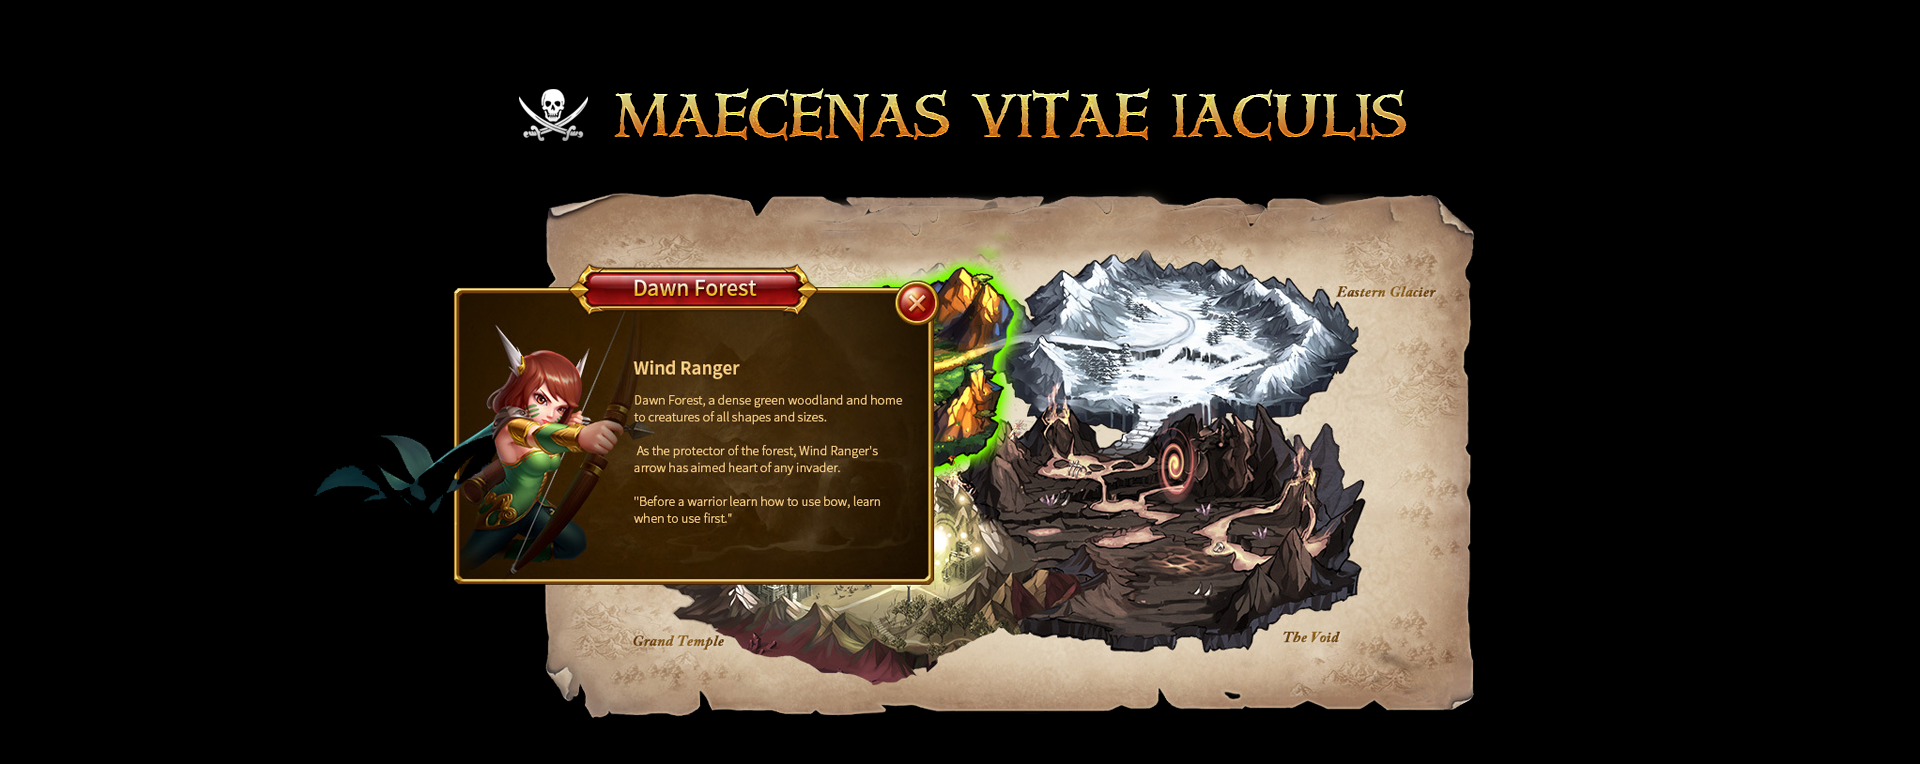 MAECENAS VITAE IACULIS
Dawn Forest
Eastern Glacier
Wind Ranger
Dawn Forest, a dense green woodland and home
to creatures of all shapes and sizes.
As the protector of the forest, Wind Ranger's
arrow has aimed heart of any invader.
"Before a warrior learn how to use bow, learn
when to use first."
Grand Temple
The Void